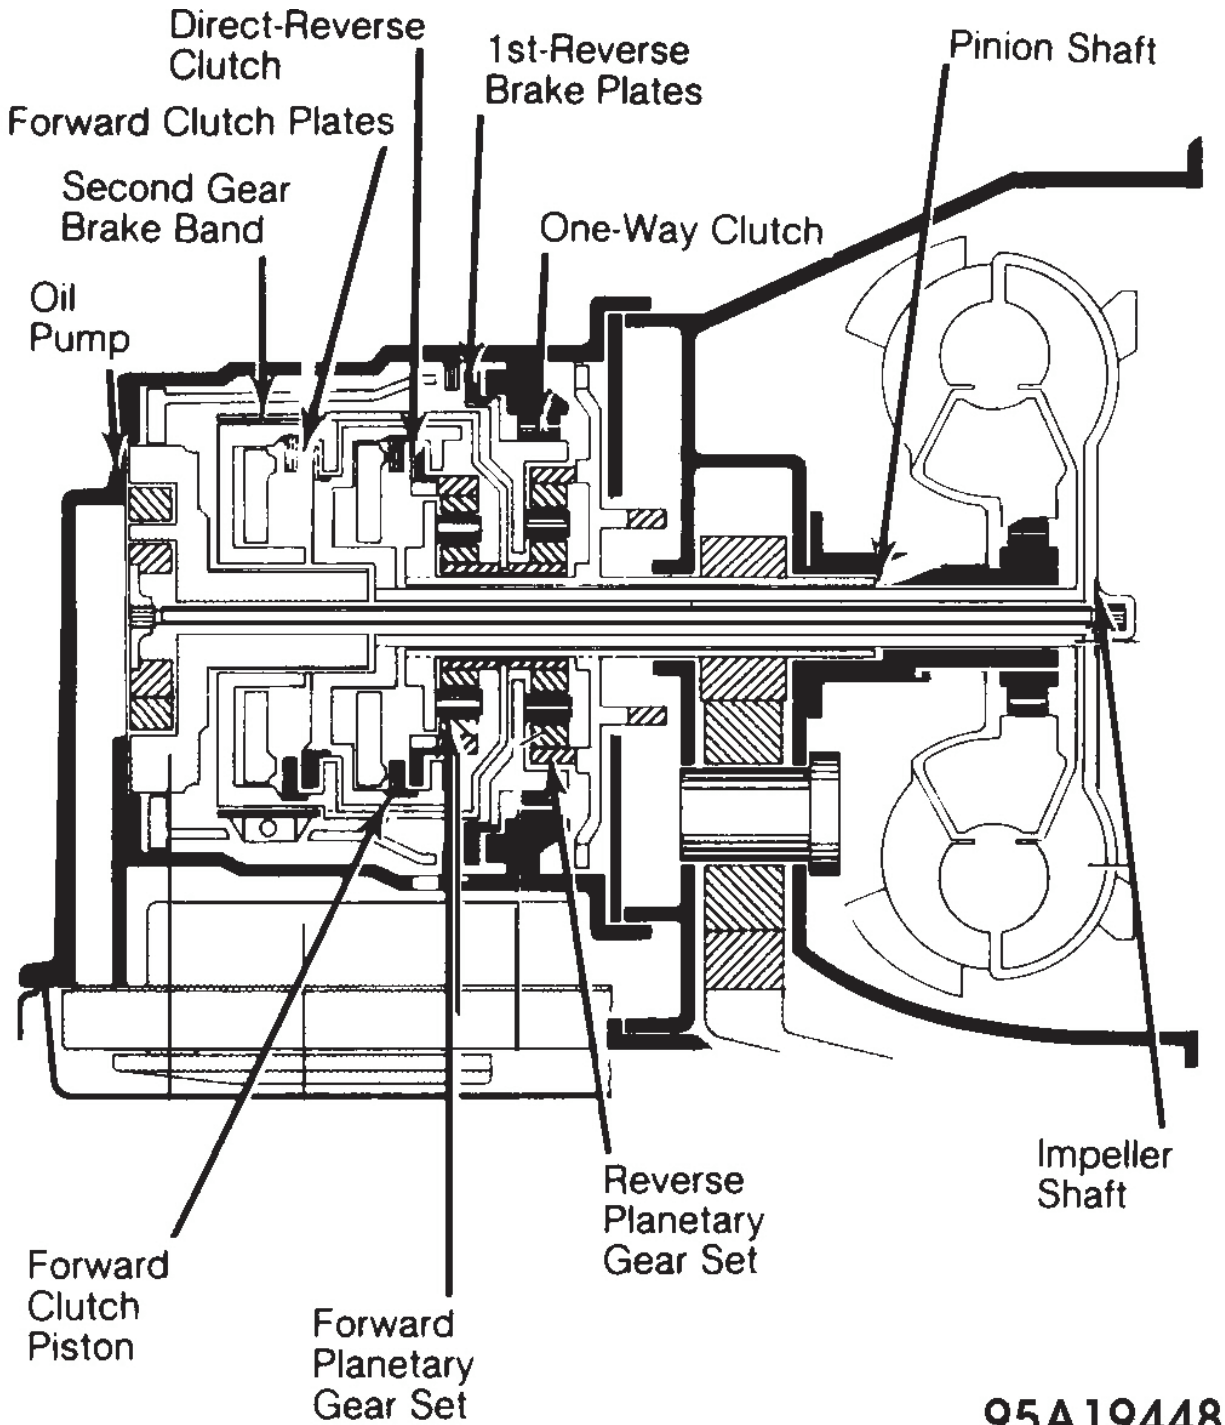 Direct-Reverse
Clutch
1st-Reverse
Brake Plates
Pinion Shaft
Forward Clutch Plates
Second Gear
Brake Band
One-Way Clutch
Oil
Pump
Impeller
Shaft
Reverse
Planetary
Gear Set
Forward
Clutch
Piston
Forward
Planetary
Gear Set
95A19448